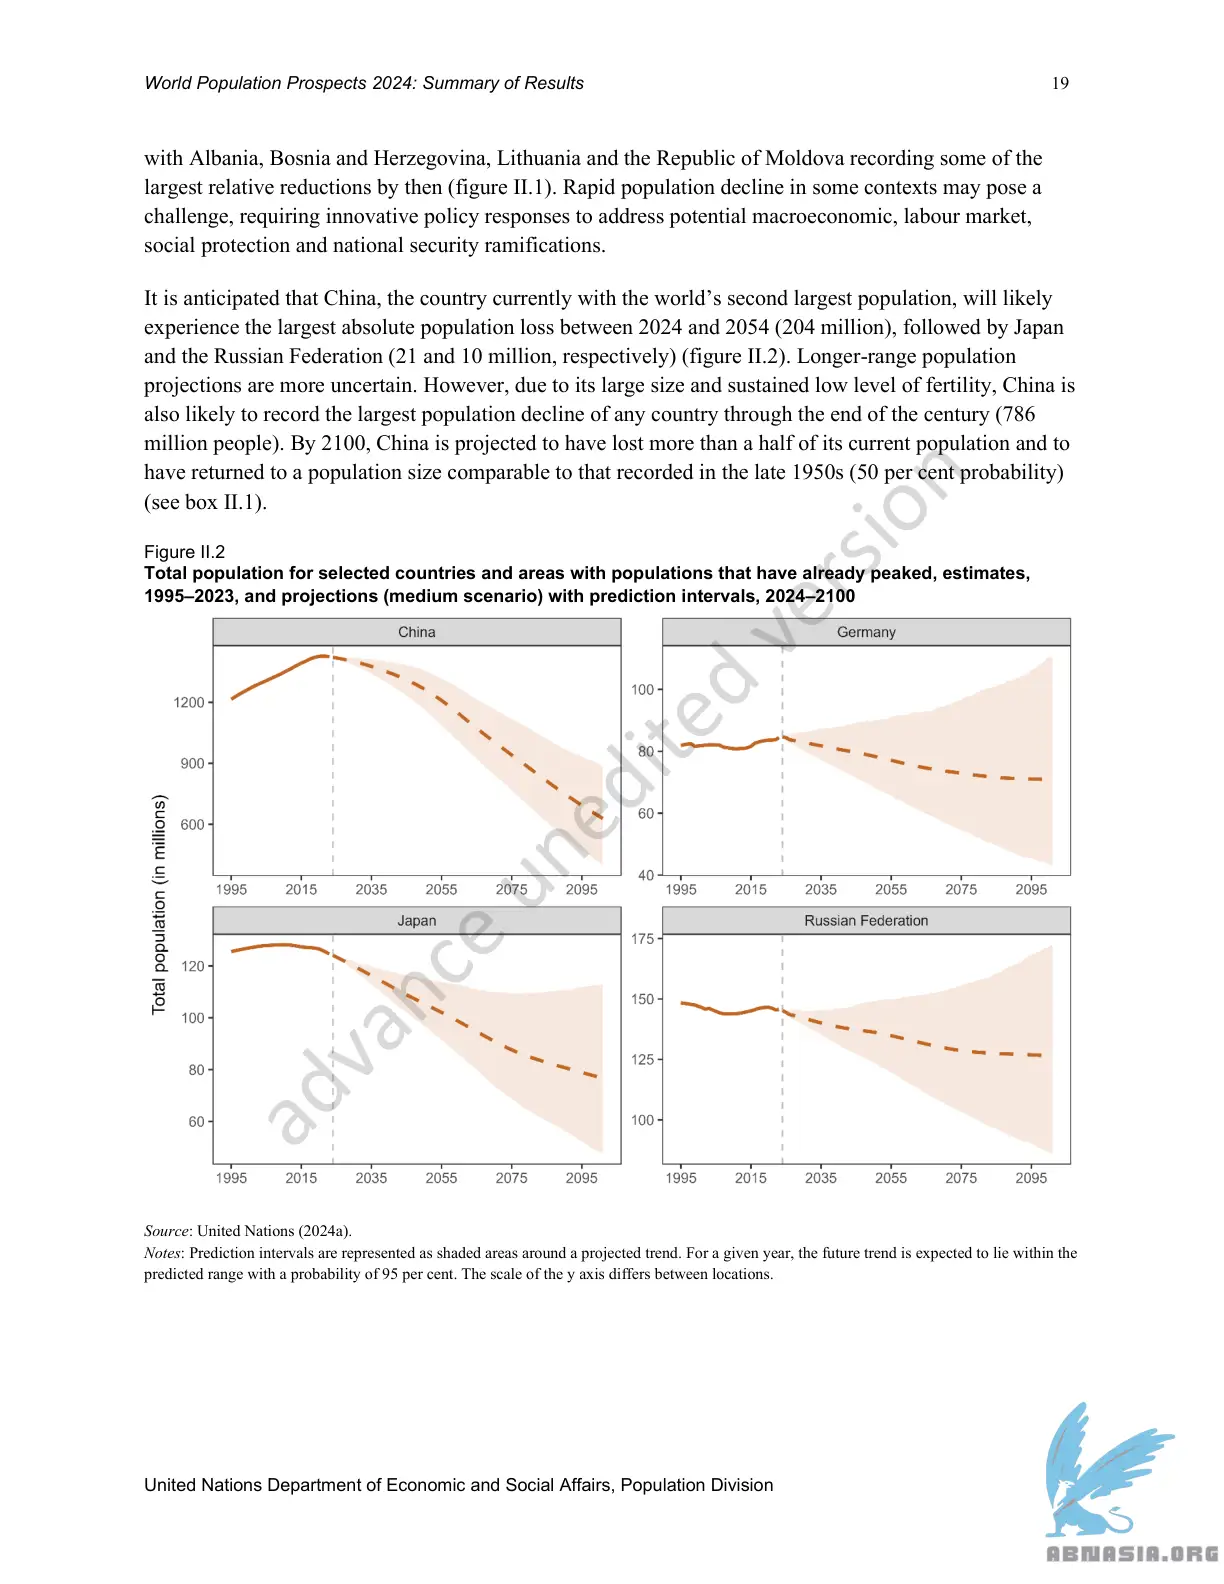 World Population Prospects 2024: Summary of Results 19
with Albania, Bosnia and Herzegovina, Lithuania and the Republic of Moldova recording some of the
largest relative reductions by then (figure II.1). Rapid population decline in some contexts may pose a
challenge, requiring innovative policy responses to address potential macroeconomic, labour market,
social protection and national security ramifications.
It is anticipated that China, the country currently with the world's second largest population, will likely
experience the largest absolute population loss between 2024 and 2054 (204 million), followed by Japan
and the Russian Federation (21 and 10 million, respectively) (figure II.2). Longer-range population
projections are more uncertain. However, due to its large size and sustained low level of fertility, China is
also likely to record the largest population decline of any country through the end of the century (786
million people). By 2100, China is projected to have lost more than a half of its current population and to
have returned to a population size comparable to that recorded in the late 1950s (50 per cent probability)
(see box II.1).
Figure II.2
Total population for selected countries and areas with populations that have already peaked, estimates,
1995–2023, and projections (medium scenario) with prediction intervals, 2024–2100
China
1200
900
600
1995 2015 2035 2055 2075 2095
Germany
100
80
60
40
1995 2015 2035 2055 2075 2095
Total population (in millions)
Japan
120
100
80
60
1995 2015 2035 2055 2075 2095
Russian Federation
175
150
125
100
1995 2015 2035 2055 2075 2095
advance unedited version
Source: United Nations (2024a).
Notes: Prediction intervals are represented as shaded areas around a projected trend. For a given year, the future trend is expected to lie within the
predicted range with a probability of 95 per cent. The scale of the y axis differs between locations.
United Nations Department of Economic and Social Affairs, Population Division
ABNASIA.ORG